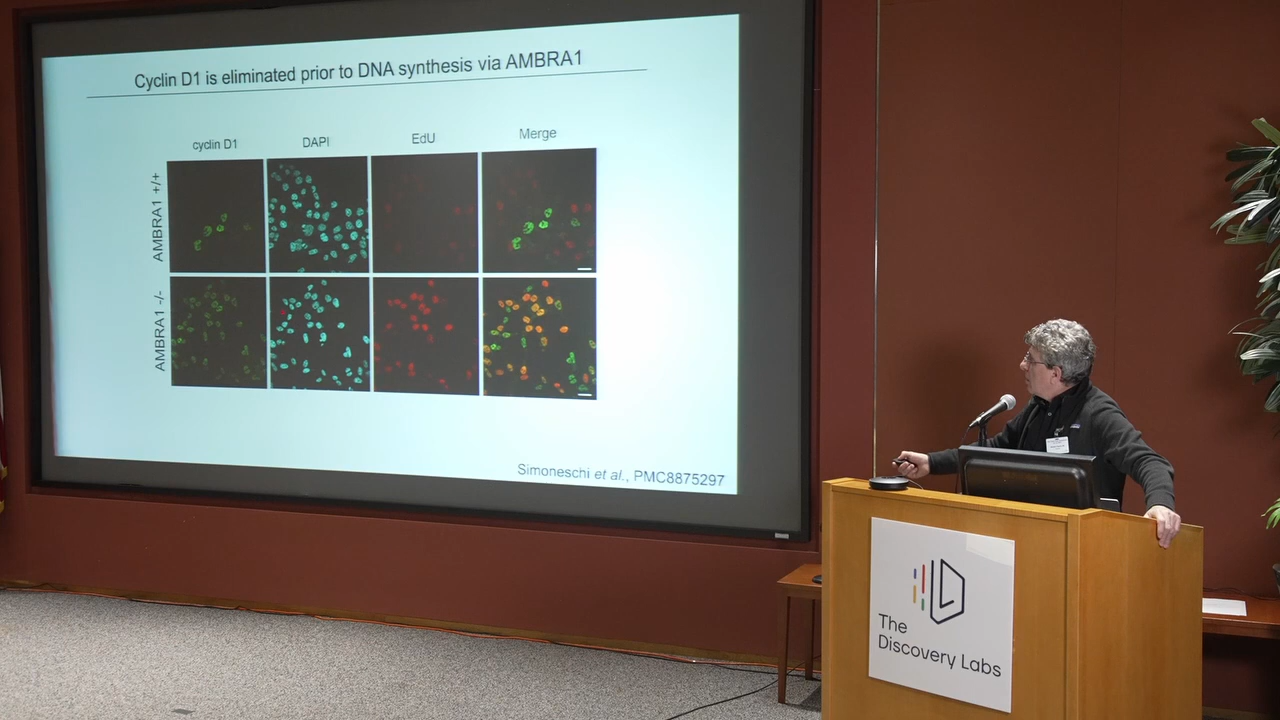 Cyclin D1 is eliminated prior to DNA synthesis via AMBRA1
cyclin D1
DAPI
EdU
Merge
AMBRA1 +/+
AMBRA1 -/-
Simoneschi et al., PMC8875297
The
Discovery Labs